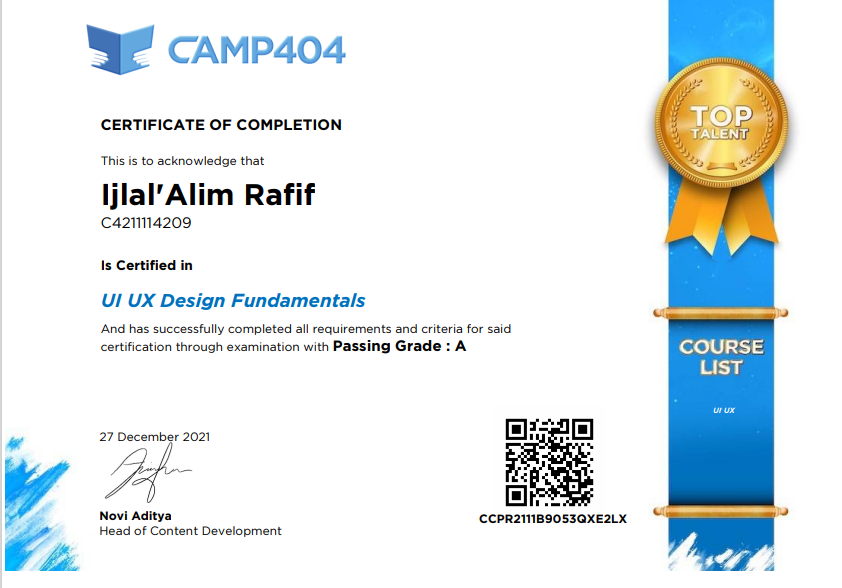 CAMP404
CERTIFICATE OF COMPLETION
This is to acknowledge that
Ijlal'Alim Rafif
C4211114209
Is Certified in
UI UX Design Fundamentals
And has successfully completed all requirements and criteria for said
certification through examination with Passing Grade : A
27 December 2021
Novi Aditya
Head of Content Development
CCPR2111B9053QXE2LX
TOP
TALENT
COURSE
LIST
UI UX